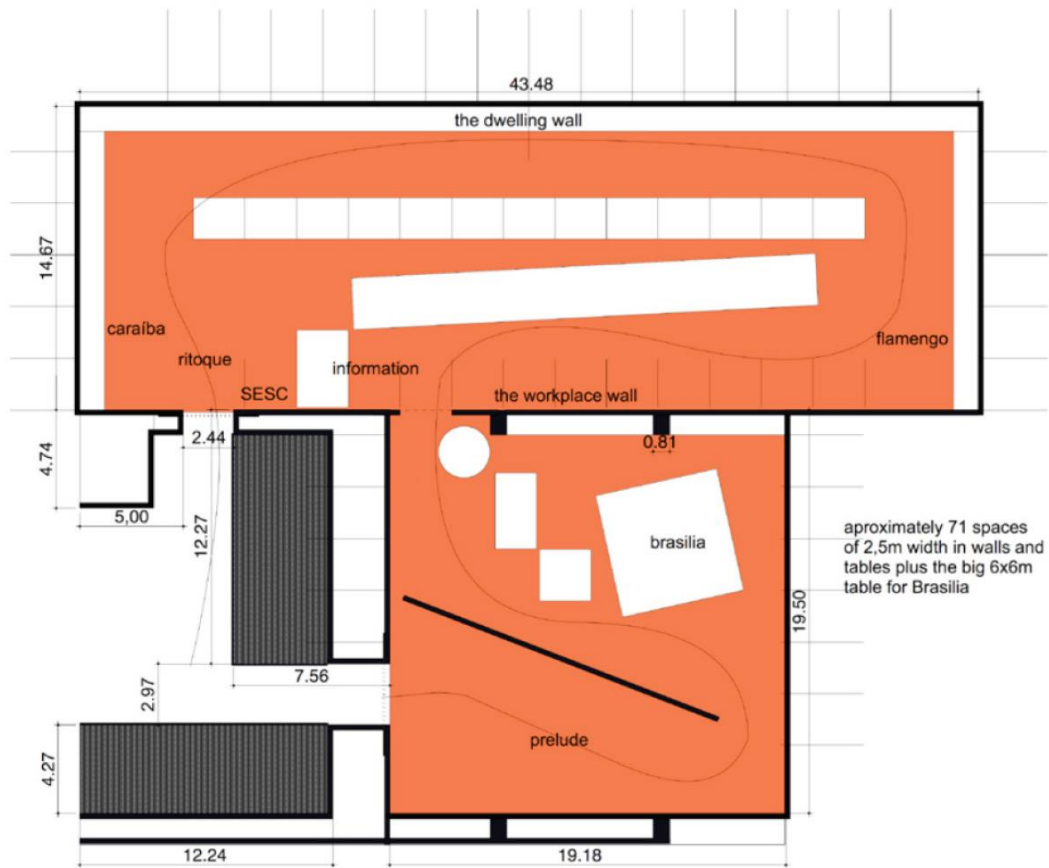 43.48
the dwelling wall
14.67
caraíba
ritoque
information
flamengo
SESC
the workplace wall
2.44
0.81
4.74
5,00
12.27
brasilia
aproximately 71 spaces
of 2,5m width in walls and
tables plus the big 6x6m
table for Brasilia
19.50
7.56
2.97
prelude
4.27
12.24
19.18